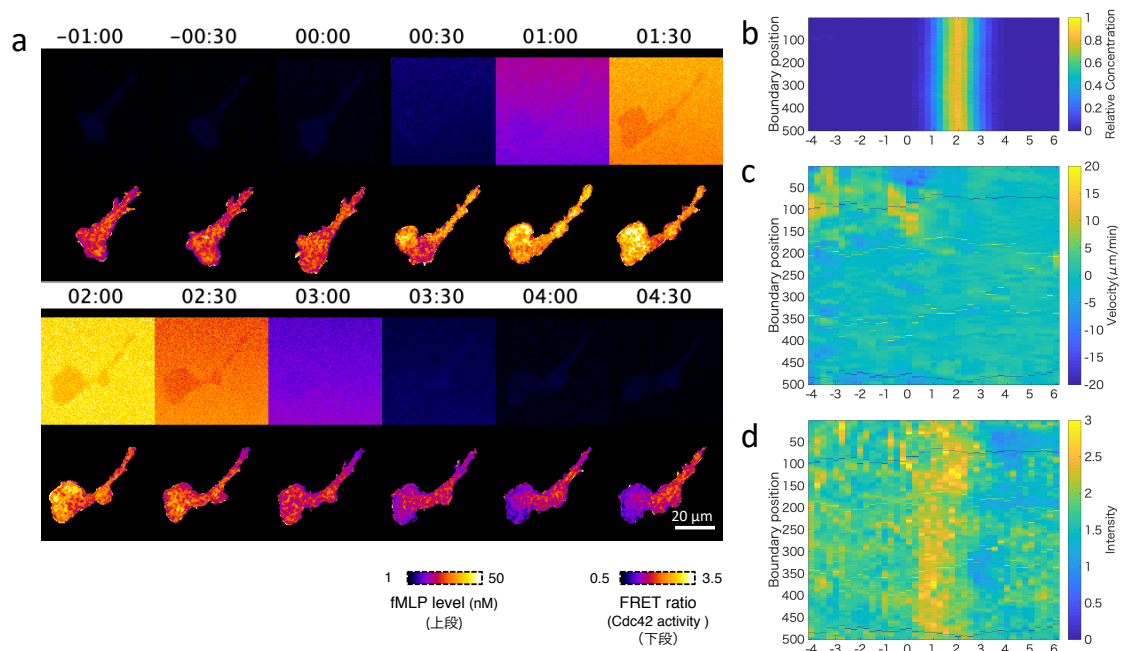 a
−01:00 −00:30 00:00 00:30 01:00 01:30
02:00 02:30 03:00 03:30 04:00 04:30
20 μm
1 50
fMLP level (nM)
(上段)
0.5 3.5
FRET ratio
(Cdc42 activity )
(下段)
b
Boundary position
100
200
300
400
500
-4 -3 -2 -1 0 1 2 3 4 5 6
1
0.8
0.6
0.4
0.2
0
Relative Concentration
c
Boundary position
50
100
150
200
250
300
350
400
450
500
-4 -3 -2 -1 0 1 2 3 4 5 6
20
15
10
5
0
-5
-10
-15
-20
Velocity(μm/min)
d
Boundary position
50
100
150
200
250
300
350
400
450
500
-4 -3 -2 -1 0 1 2 3 4 5 6
3
2.5
2
1.5
1
0.5
0
Intensity